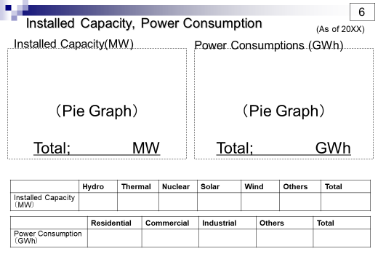 6
Installed Capacity, Power Consumption
(As of 20XX)
Installed Capacity(MW)
Power Consumptions (GWh)
(Pie Graph)
(Pie Graph)
Total; MW
Total; GWh
Hydro Thermal Nuclear Solar Wind Others Total
Installed Capacity
(MW)
Residential Commercial Industrial Others Total
Power Consumption
(GWh)